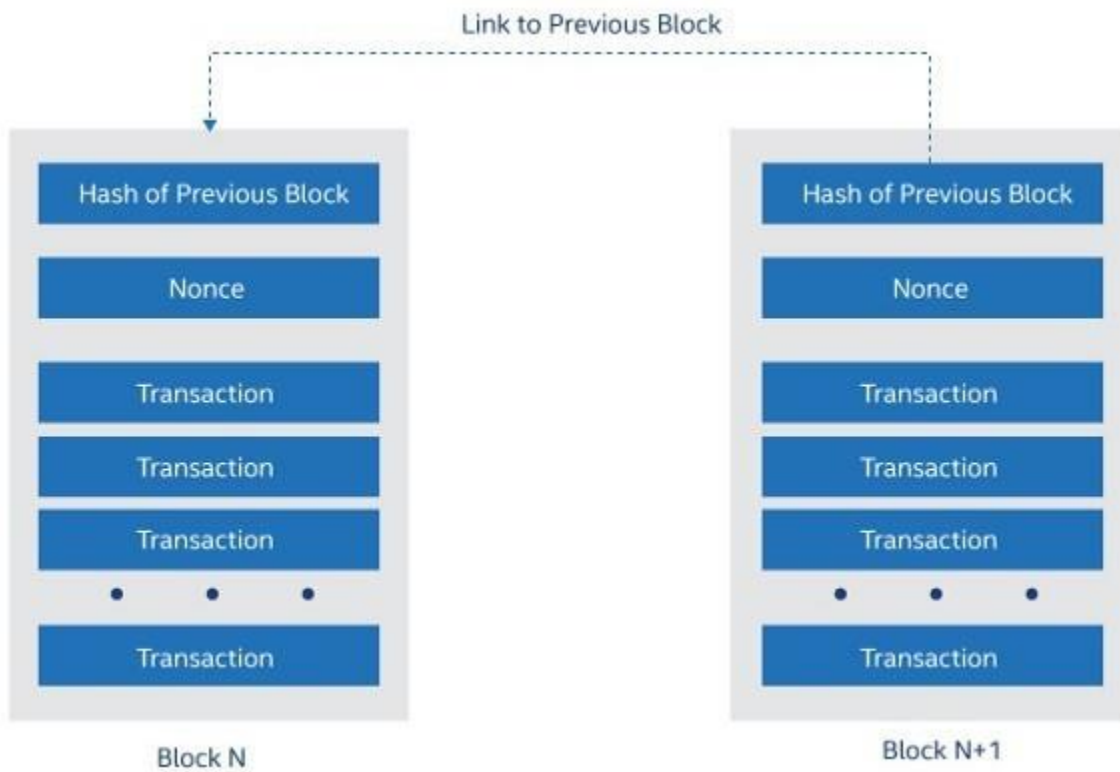 Link to Previous Block
Hash of Previous Block
Nonce
Transaction
Transaction
Transaction
Transaction
Block N
Hash of Previous Block
Nonce
Transaction
Transaction
Transaction
Transaction
Block N+1